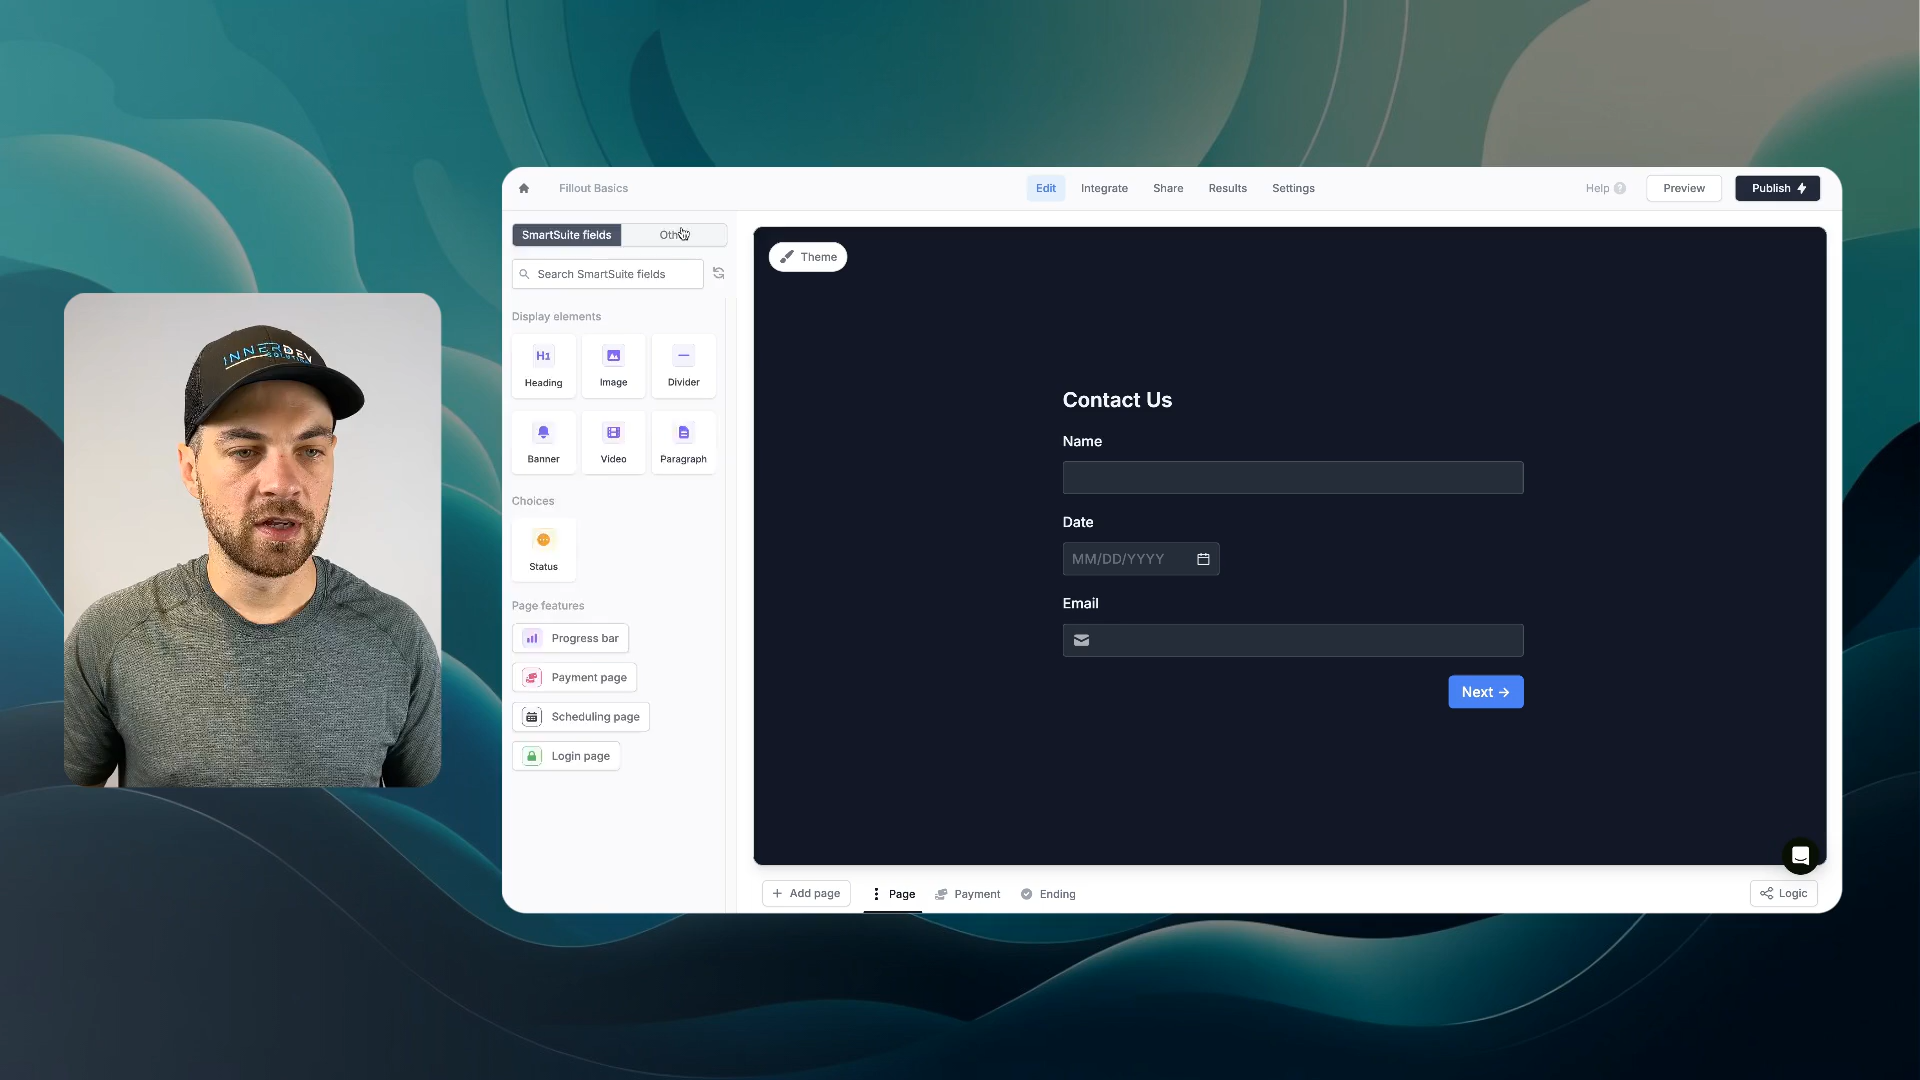 Fillout Basics
Edit
Integrate
Share
Results
Settings
Help
Preview
Publish
SmartSuite fields
Search SmartSuite fields
Display elements
H1
Heading
Image
Divider
Banner
Video
Paragraph
Choices
Status
Page features
Progress bar
Payment page
Scheduling page
Login page
Theme
Contact Us
Name
Date
MM/DD/YYYY
Email
Next
Add page
Page
Payment
Ending
Logic
INNERDEV